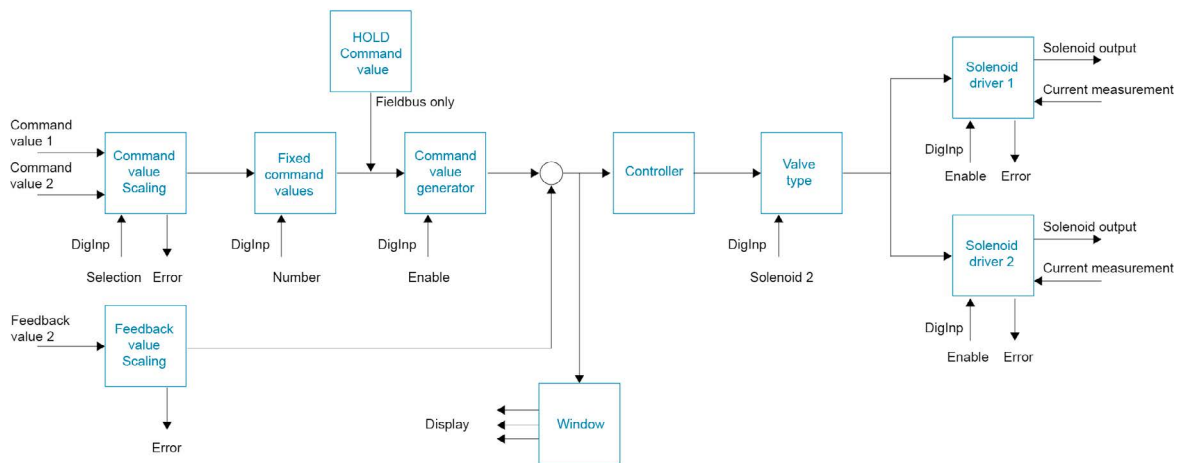 HOLD
Command
value
Fieldbus only
Command
value 1
Command
value 2
Command
value
Scaling
DigInp
Selection
Error
Fixed
command
values
DigInp
Number
Command
value
generator
DigInp
Enable
Controller
Valve
type
DigInp
Solenoid 2
Solenoid
driver 1
Solenoid output
Current measurement
DigInp
Enable
Error
Solenoid
driver 2
Solenoid output
Current measurement
DigInp
Enable
Error
Feedback
value 2
Feedback
value
Scaling
Error
Display
Window